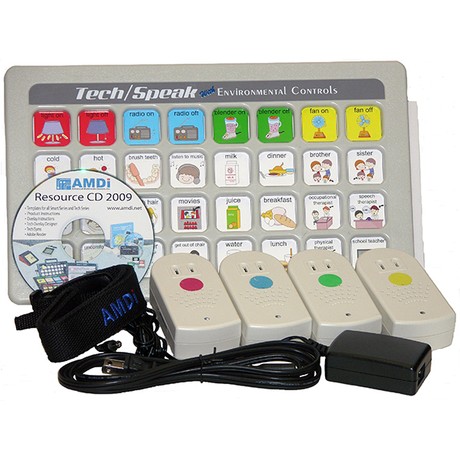 Tech/Speak with Environmental Controls
light off radio on radio off blender on blender off fan on fan off
cold hot brush teeth listen to music milk dinner brother sister
movies juice breakfast occupational therapist speech therapist
get out of chair water lunch physical therapist school teacher
AMDi
Resource CD 2009
www.amdi.net
AMDi